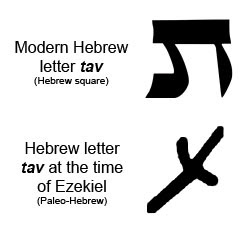 Modern Hebrew
letter tav
(Hebrew square)
ת
Hebrew letter
tav at the time
of Ezekiel
(Paleo-Hebrew)
𐤕